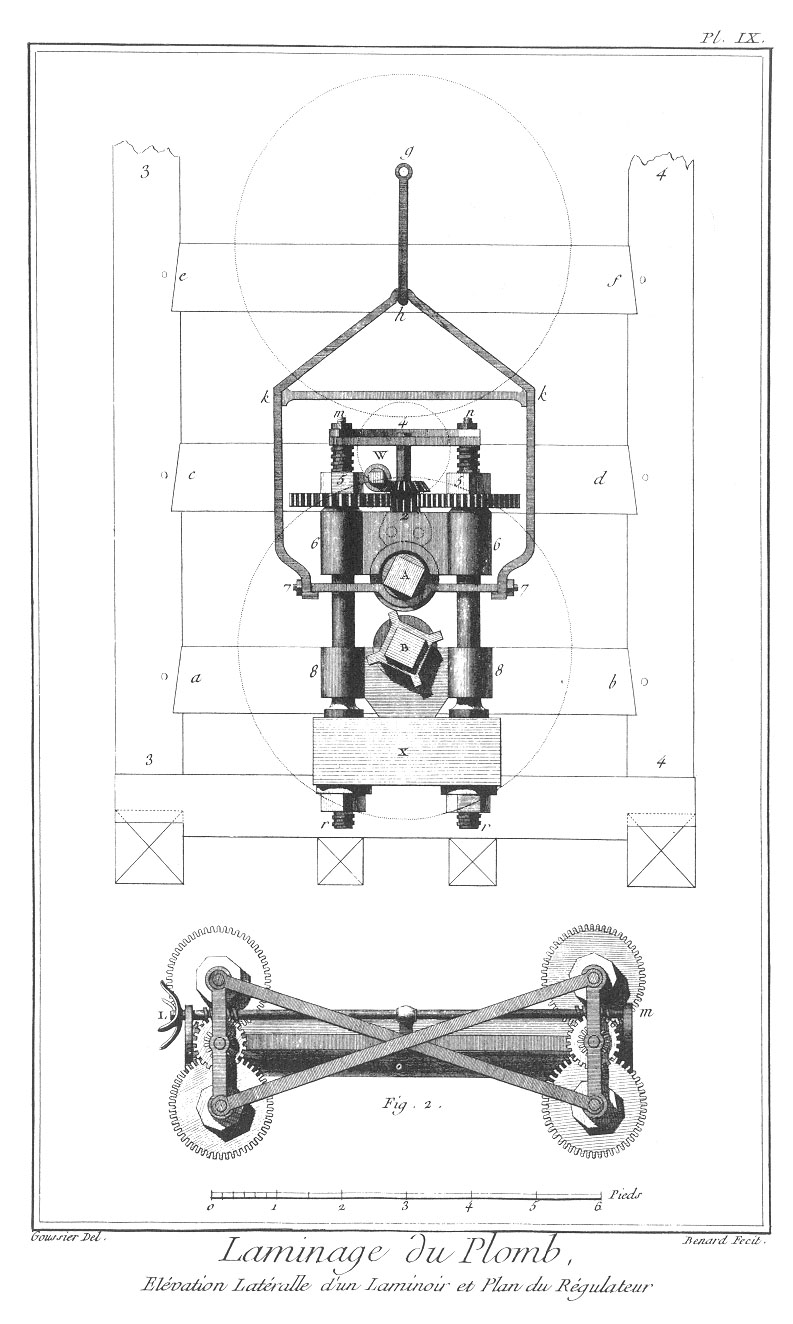 Pl. IX.
g
3 4
e f
h
k k
m n
4
W
c 5 5 d
2
6 6
A
7 7
B
a 8 8 b
X
3 4
r r
L m
Fig. 2.
0 1 2 3 4 5 6 Pieds
Goussier Del. Benard Fecit.
Laminage du Plomb,
Elévation Latéralle d'un Laminoir et Plan du Régulateur